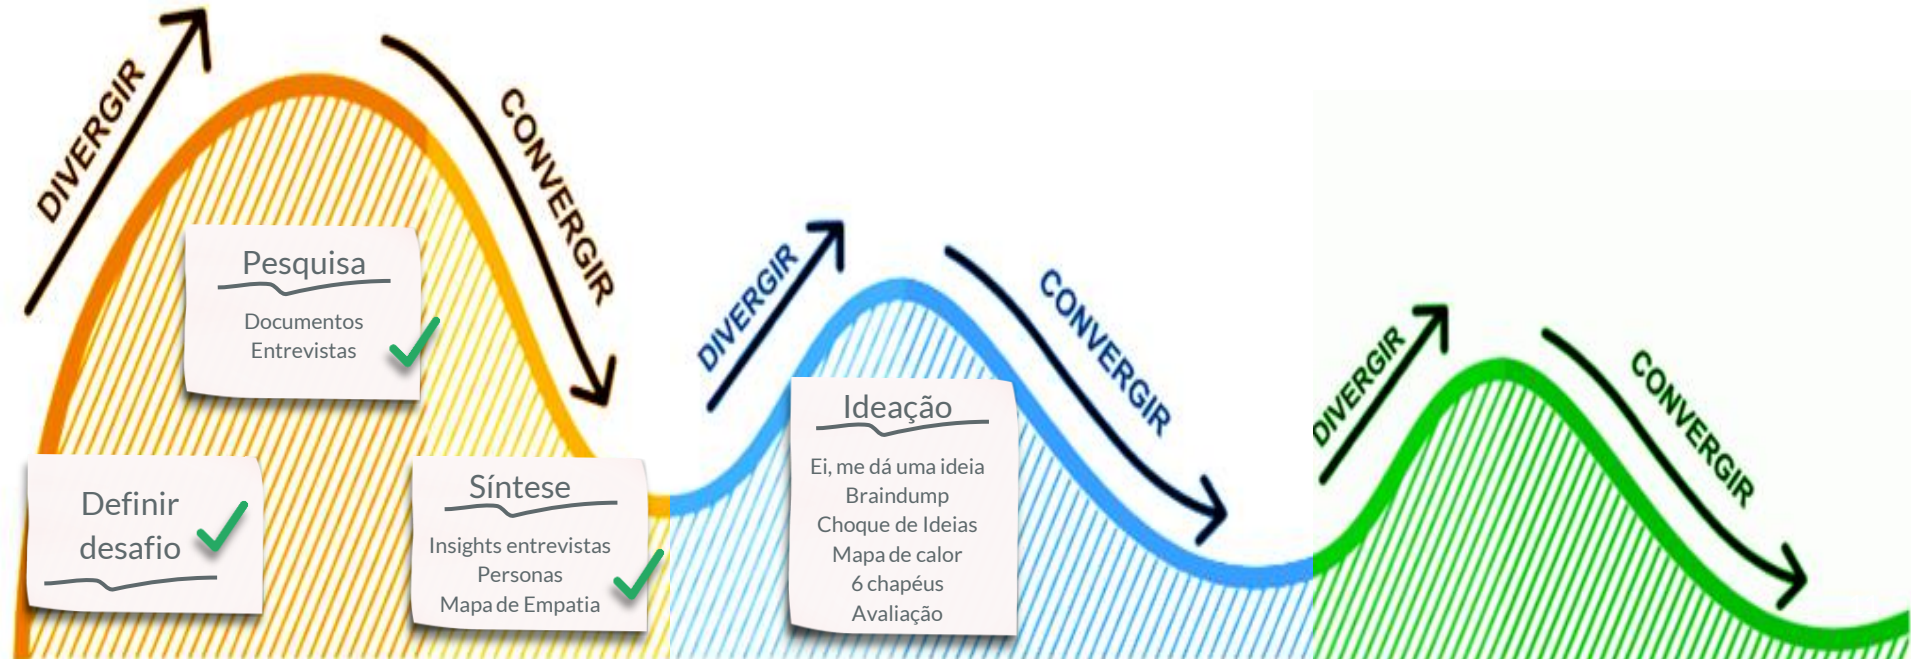 DIVERGIR
CONVERGIR
Pesquisa
Documentos
Entrevistas
Definir
desafio
Síntese
Insights entrevistas
Personas
Mapa de Empatia
DIVERGIR
CONVERGIR
Ideação
Ei, me dá uma ideia
Braindump
Choque de Ideias
Mapa de calor
6 chapéus
Avaliação
DIVERGIR
CONVERGIR